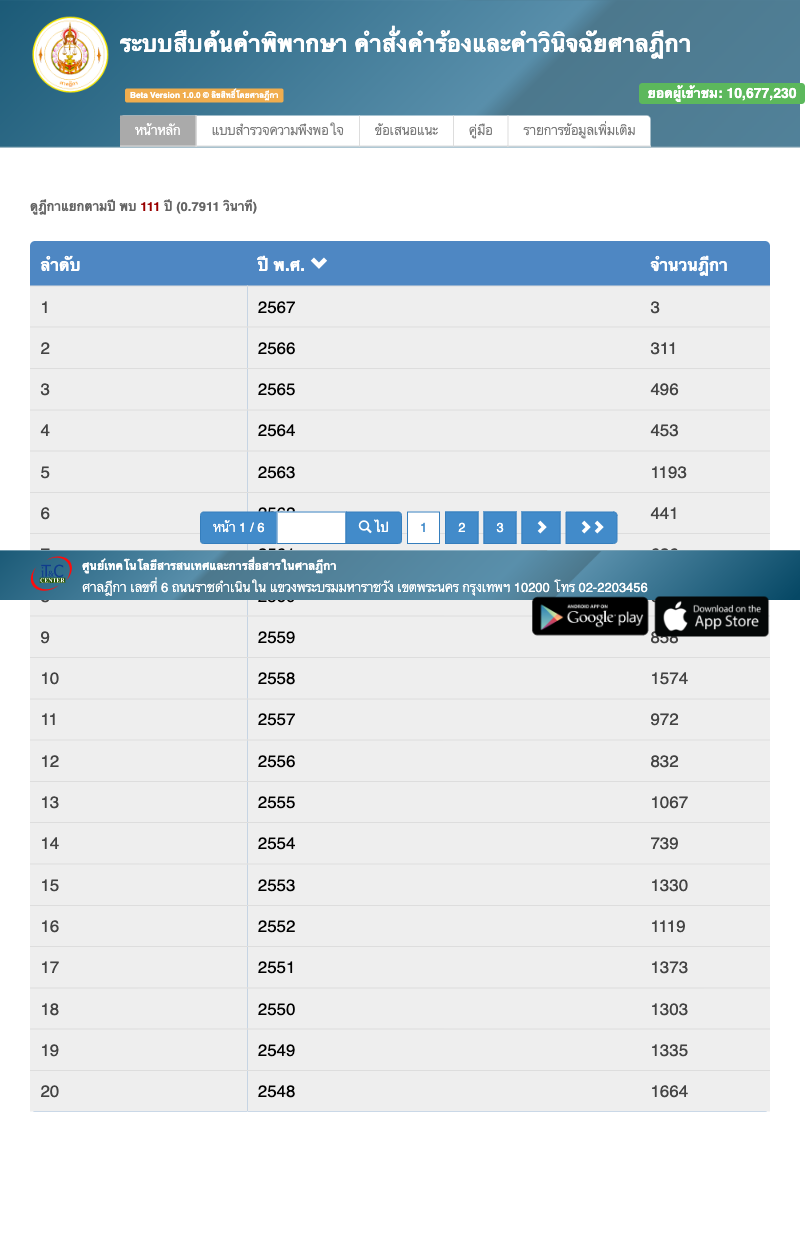 ระบบสืบค้นคำพิพากษา คำสั่งคำร้องและคำวินิจฉัยศาลฎีกา
Beta Version 1.0.0 © ลิขสิทธิ์โดยศาลฎีกา
ยอดผู้เข้าชม: 10,677,230
หน้าหลัก แบบสำรวจความพึงพอใจ ข้อเสนอแนะ คู่มือ รายการข้อมูลเพิ่มเติม
ดูฎีกาแยกตามปี พบ 111 ปี (0.7911 วินาที)
ลำดับ ปี พ.ศ. จำนวนฎีกา
1 2567 3
2 2566 311
3 2565 496
4 2564 453
5 2563 1193
6 441
หน้า 1 / 6 ไป 1 2 3
ศูนย์เทคโนโลยีสารสนเทศและการสื่อสารในศาลฎีกา
CENTER
ศาลฎีกา เลขที่ 6 ถนนราชดำเนินใน แขวงพระบรมมหาราชวัง เขตพระนคร กรุงเทพฯ 10200 โทร 02-2203456
ANDROID APP ON
Google play
Download on the
App Store
9 2559 858
10 2558 1574
11 2557 972
12 2556 832
13 2555 1067
14 2554 739
15 2553 1330
16 2552 1119
17 2551 1373
18 2550 1303
19 2549 1335
20 2548 1664